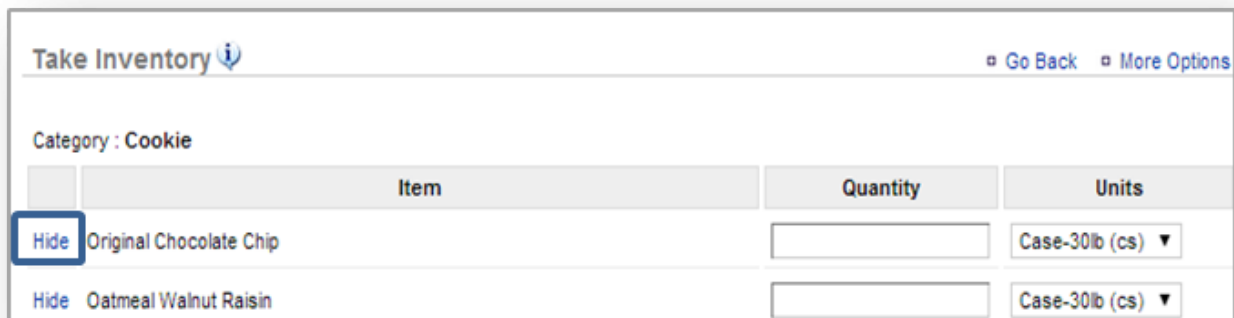 Take Inventory i
Go Back More Options
Category : Cookie
Item Quantity Units
Hide Original Chocolate Chip Case-30lb (cs)
Hide Oatmeal Walnut Raisin Case-30lb (cs)